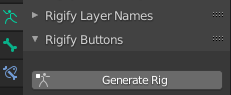 Rigify Layer Names
Rigify Buttons
Generate Rig